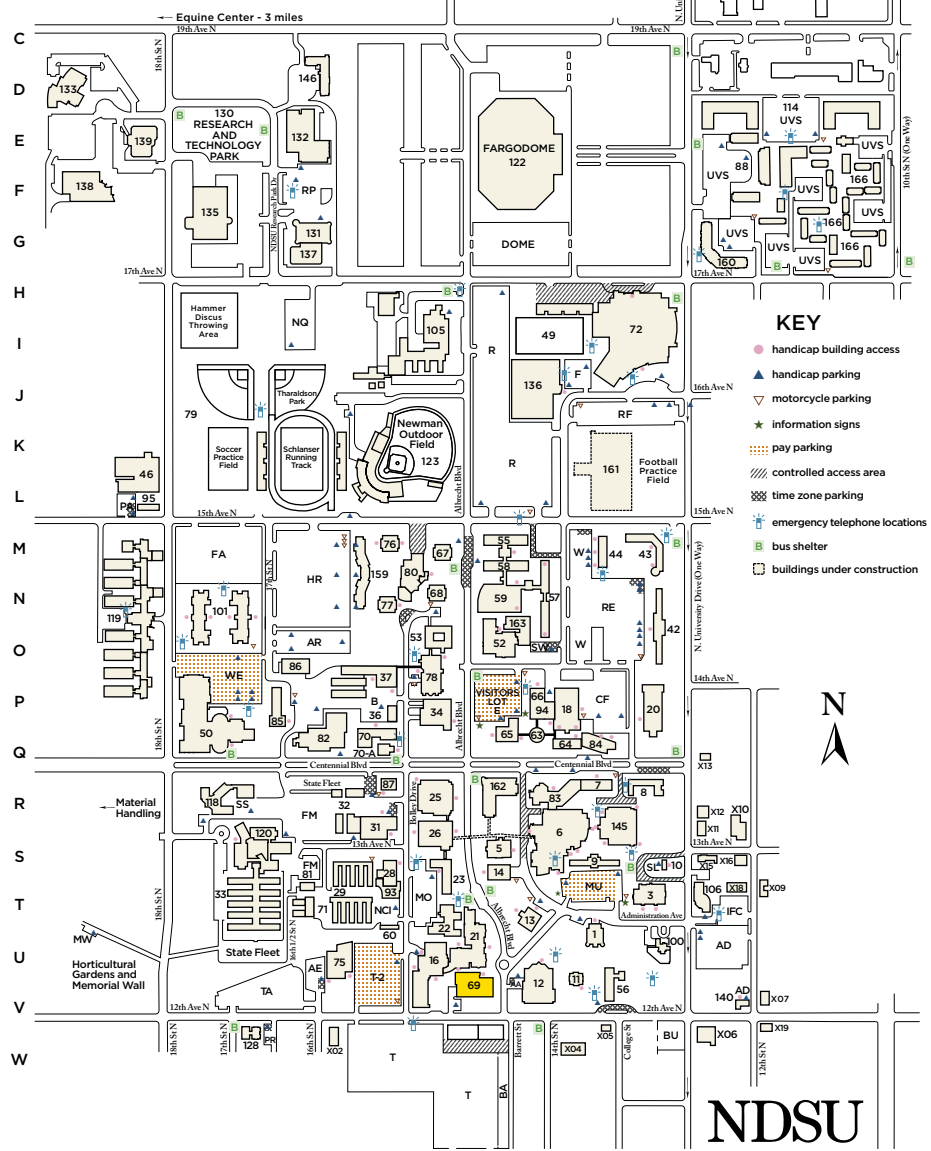 Equine Center - 3 miles
19th Ave N
19th Ave N
N. Uni
C
18th St N
D
133
146
E
130
RESEARCH
AND
TECHNOLOGY
PARK
B
B
132
139
FARGODOME
122
114
UVS
B
B
88
UVS
10th St N (One Way)
F
138
135
NDSU Research Park Dr
RP
UVS
UVS
166
UVS
166
G
131
137
DOME
UVS
UVS
166
UVS
160
B
B
17th Ave N
17th Ave N
H
Hammer
Discus
Throwing
Area
NQ
B
B
I
105
R
49
72
136
F
J
79
Tharaldson
Park
16th Ave N
RF
K
Soccer
Practice
Field
Schlanser
Running
Track
Newman
Outdoor
Field
123
Albrecht Blvd
R
161
Football
Practice
Field
46
L
95
15th Ave N
15th Ave N
KEY
handicap building access
handicap parking
motorcycle parking
information signs
pay parking
controlled access area
time zone parking
emergency telephone locations
B
bus shelter
buildings under construction
M
FA
76
67
55
W
44
43
B
17th St N
HR
159
80
B
58
N
119
101
77
68
59
57
RE
N. University Drive (One Way)
163
42
O
AR
53
52
SW
W
WE
86
78
14th Ave N
P
37
B
VISITORS
LOT
E
66
94
18
CF
20
N
85
B
36
34
Albrecht Blvd
18th St N
50
82
70
65
63
Q
B
70-A
B
64
84
B
X13
Centennial Blvd
Centennial Blvd
R
State Fleet
87
Bolley Drive
B
162
7
8
Material
Handling
118
SS
32
25
83
X12
X10
FM
31
26
6
145
X11
120
13th Ave N
13th Ave N
S
FM
81
28
5
9
B
SL
10
X15
X16
14
MU
33
29
93
23
B
3
106
X18
X09
T
18th St N
71
NCI
MO
Albrecht Blvd
13
Administration Ave
IFC
60
22
MW
16 1/2 St N
21
1
100
AD
U
State Fleet
75
T-2
16
Horticultural
Gardens and
Memorial Wall
AE
TA
69
AA
12
11
56
V
12th Ave N
12th Ave N
140
AD
X07
18th St N
17th St N
B
128
PR
16th St N
X02
Barrett St
B
14th St N
X05
College St
BU
X06
X19
12th St N
W
X04
T
T
BA
NDSU